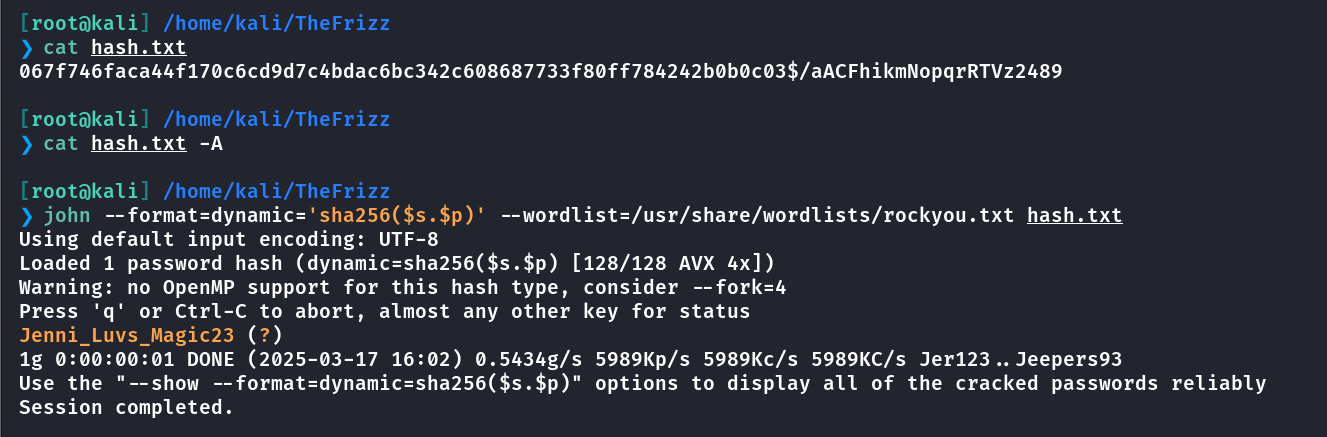 [root@kali] /home/kali/TheFrizz
❯ cat hash.txt
067f746faca44f170c6cd9d7c4bdac6bc342c608687733f80ff784242b0b0c03$/aACFhikmNopqrRTVz2489
[root@kali] /home/kali/TheFrizz
❯ cat hash.txt -A
[root@kali] /home/kali/TheFrizz
❯ john --format=dynamic='sha256($s.$p)' --wordlist=/usr/share/wordlists/rockyou.txt hash.txt
Using default input encoding: UTF-8
Loaded 1 password hash (dynamic=sha256($s.$p) [128/128 AVX 4x])
Warning: no OpenMP support for this hash type, consider --fork=4
Press 'q' or Ctrl-C to abort, almost any other key for status
Jenni_Luvs_Magic23 (?)
1g 0:00:00:01 DONE (2025-03-17 16:02) 0.5434g/s 5989Kp/s 5989Kc/s 5989KC/s Jer123..Jeepers93
Use the "--show --format=dynamic=sha256($s.$p)" options to display all of the cracked passwords reliably
Session completed.